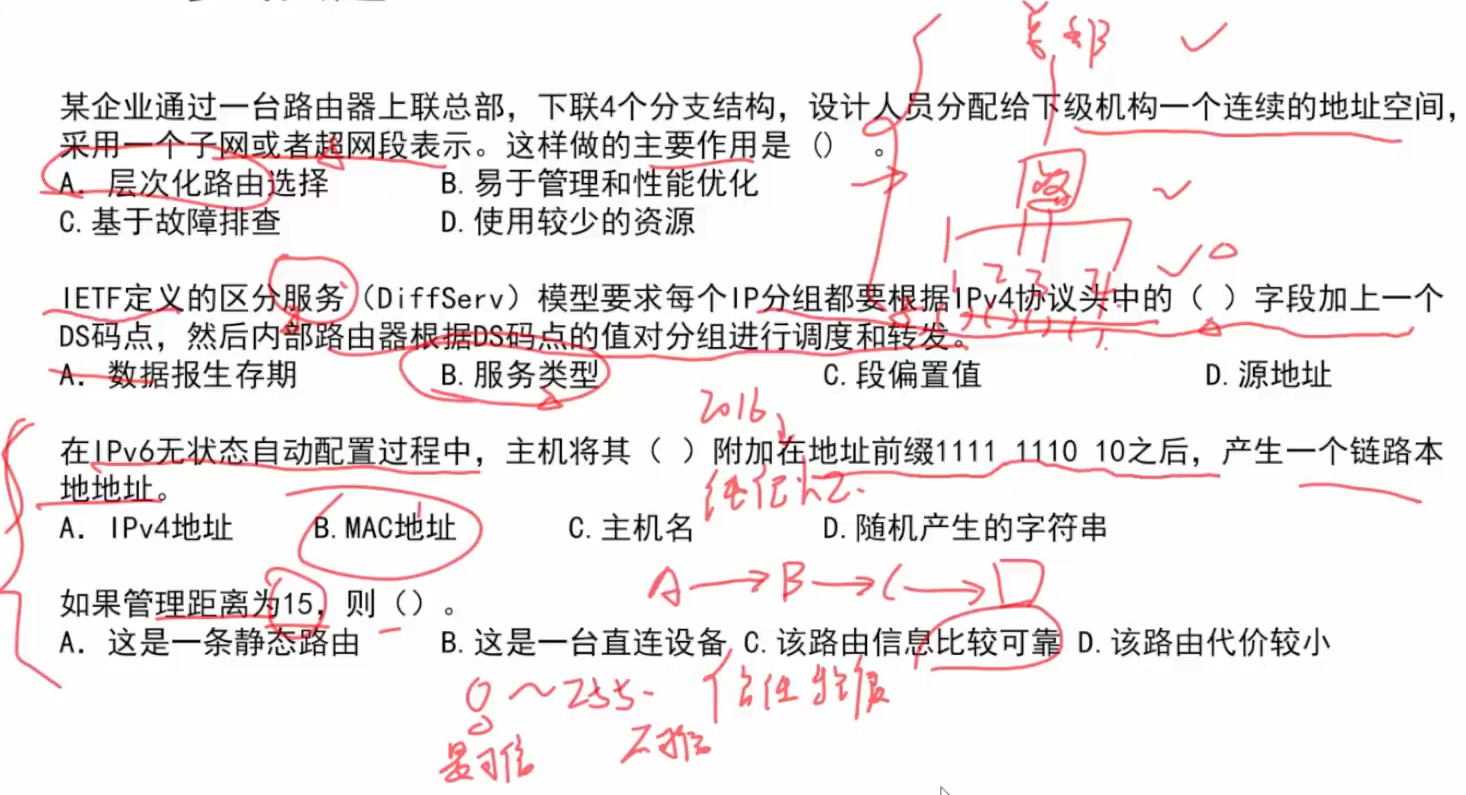 某企业通过一台路由器上联总部，下联4个分支结构，设计人员分配给下级机构一个连续的地址空间，
采用一个子网或者超网段表示。这样做的主要作用是（） 。
A. 层次化路由选择 B.易于管理和性能优化
C.基于故障排查 D.使用较少的资源
总部
路
1 2 3 4
IETF定义的区分服务（DiffServ）模型要求每个IP分组都要根据IPv4协议头中的（ ）字段加上一个
DS码点，然后内部路由器根据DS码点的值对分组进行调度和转发。
A. 数据报生存期 B.服务类型 C.段偏置值 D.源地址
2016
在IPv6无状态自动配置过程中，主机将其（ ）附加在地址前缀1111 1110 10之后，产生一个链路本
地地址。
A. IPv4地址 B.MAC地址 C.主机名 D.随机产生的字符串
A B C D
如果管理距离为15，则（）。
A. 这是一条静态路由 B.这是一台直连设备 C.该路由信息比较可靠 D.该路由代价较小
0～255
最可信